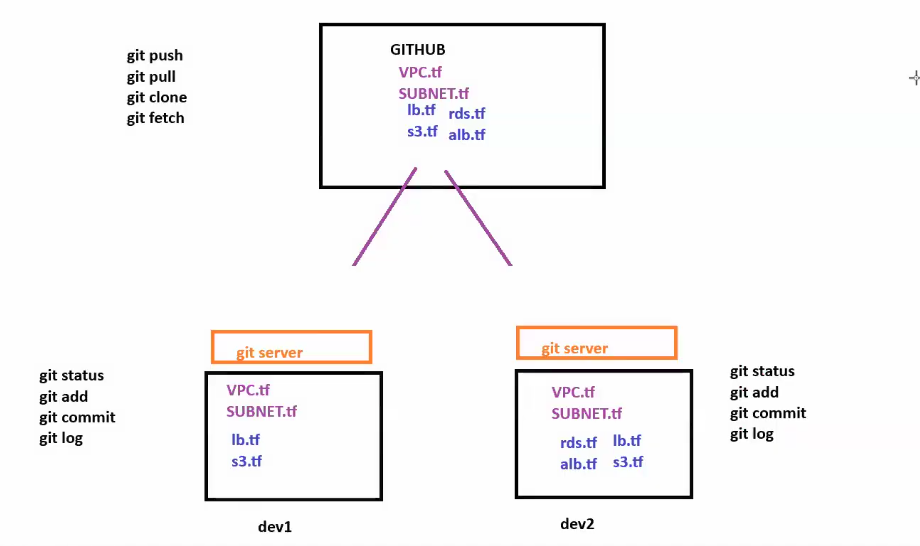 git push
git pull
git clone
git fetch
GITHUB
VPC.tf
SUBNET.tf
lb.tf rds.tf
s3.tf alb.tf
git server
git status
git add
git commit
git log
VPC.tf
SUBNET.tf
lb.tf
s3.tf
dev1
git server
VPC.tf
SUBNET.tf
rds.tf lb.tf
alb.tf s3.tf
dev2
git status
git add
git commit
git log